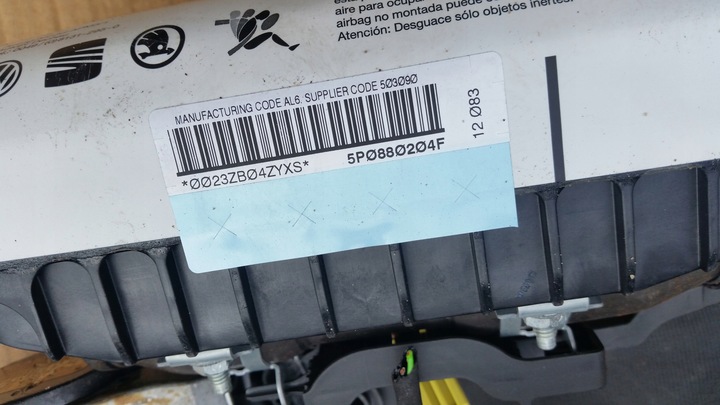 aire para ocupa
airbag no montada puede
Atención: Desguace sólo objetos inertes.
MANUFACTURING CODE AL6. SUPPLIER CODE 503090
*0023ZB04ZYXS*
5P0880204F
12 083